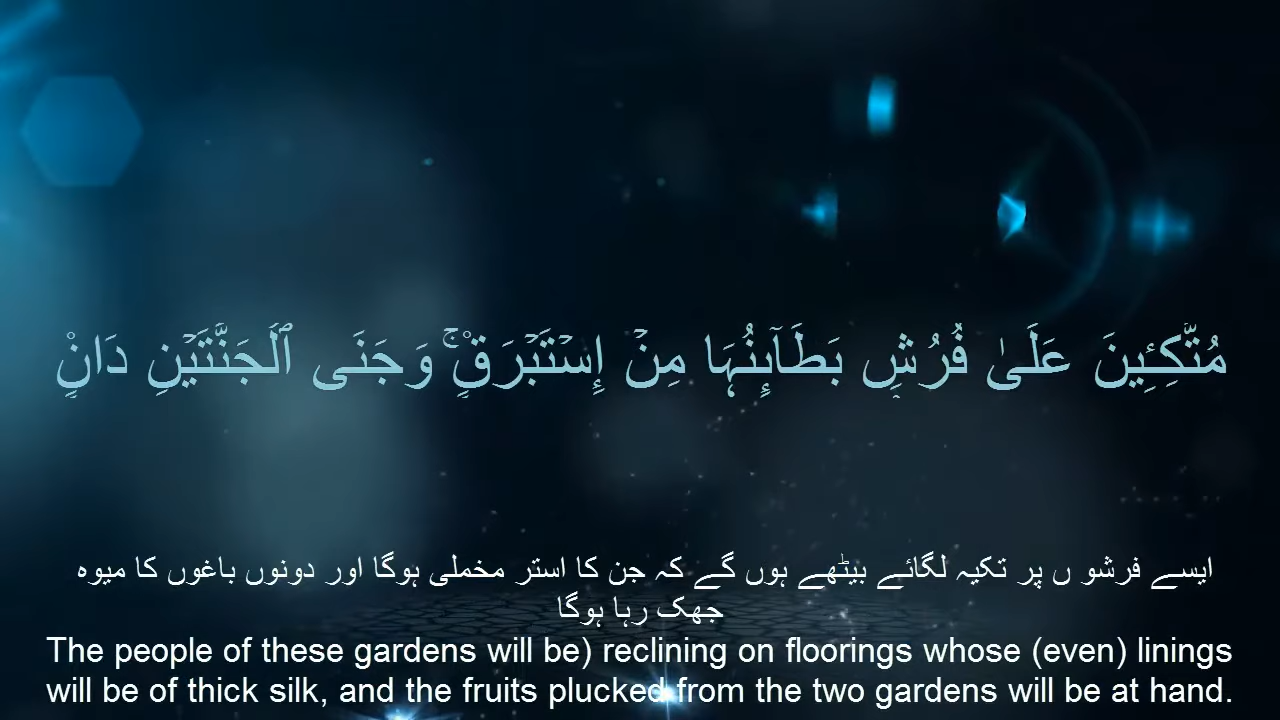 مُتَّكِـِٔينَ عَلَىٰ فُرُشٍۭ بَطَآىِٕنُہَا مِنۡ إِسۡتَبۡرَقٍ۬‌ۚ وَجَنَى ٱلۡجَنَّتَيۡنِ دَانٍ۬
ایسے فرشو ں پر تکیہ لگائے بیٹھے ہوں گے کہ جن کا استر مخملی ہوگا اور دونوں باغوں کا میوہ
جھک رہا ہوگا
The people of these gardens will be) reclining on floorings whose (even) linings
will be of thick silk, and the fruits plucked from the two gardens will be at hand.